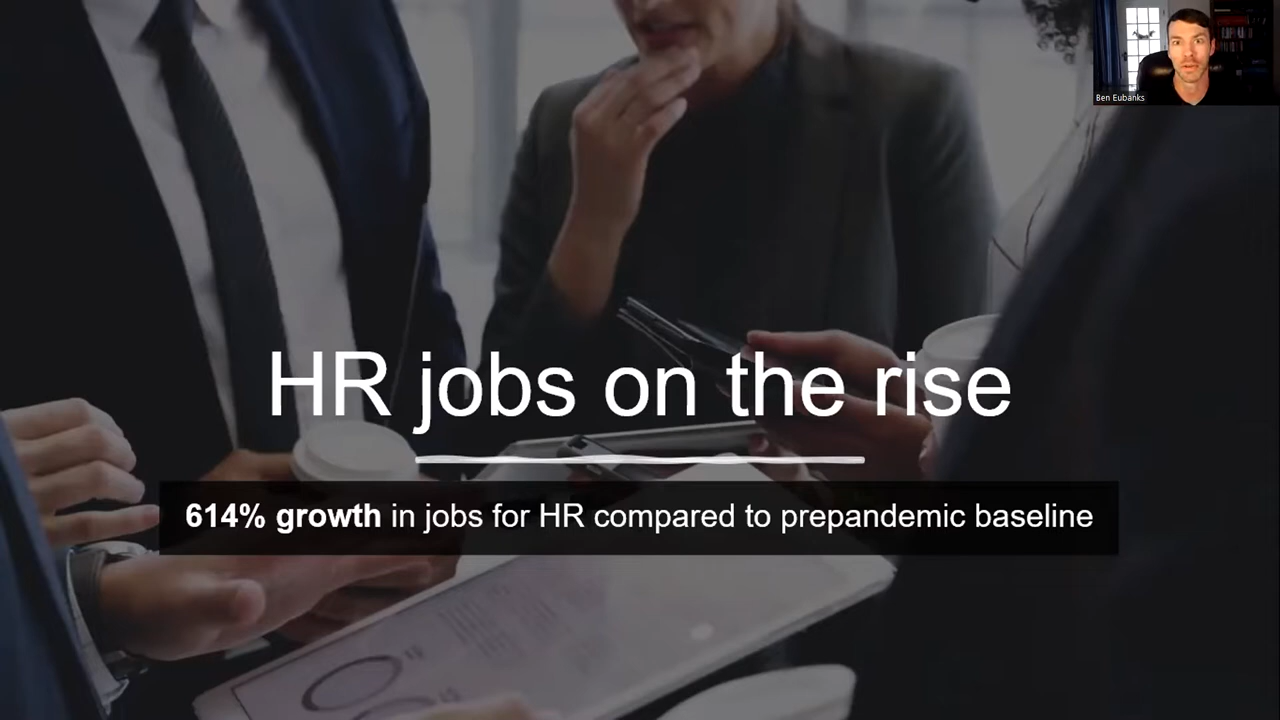 Ben Eubanks
HR jobs on the rise
614% growth in jobs for HR compared to prepandemic baseline